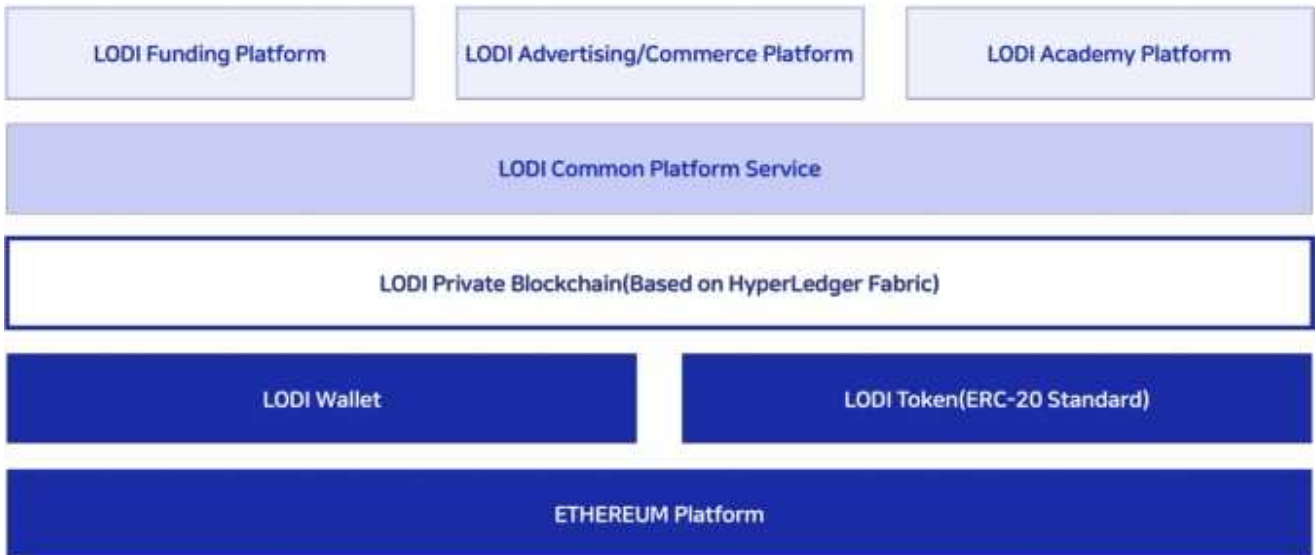 LODI Funding Platform
LODI Advertising/Commerce Platform
LODI Academy Platform
LODI Common Platform Service
LODI Private Blockchain(Based on HyperLedger Fabric)
LODI Wallet
LODI Token(ERC-20 Standard)
ETHEREUM Platform